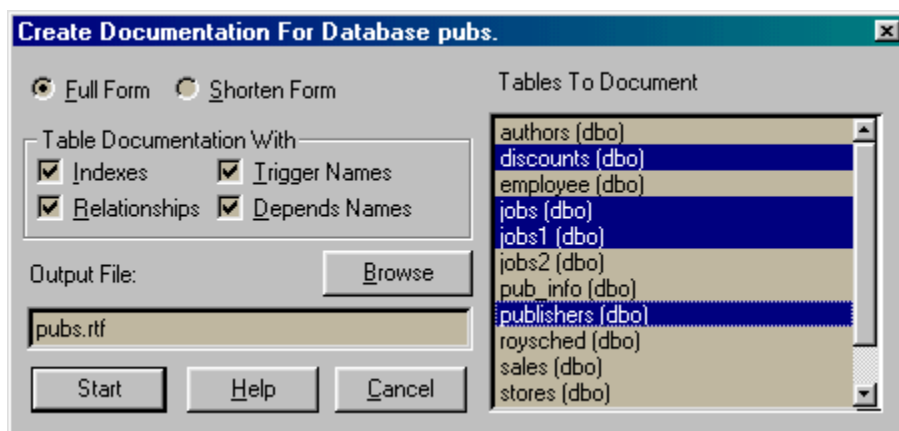 Create Documentation For Database pubs.
Full Form
Shorten Form
Table Documentation With
Indexes
Trigger Names
Relationships
Depends Names
Output File:
Browse
pubs.rtf
Start
Help
Cancel
Tables To Document
authors (dbo)
discounts (dbo)
employee (dbo)
jobs (dbo)
jobs1 (dbo)
jobs2 (dbo)
pub_info (dbo)
publishers (dbo)
roysched (dbo)
sales (dbo)
stores (dbo)